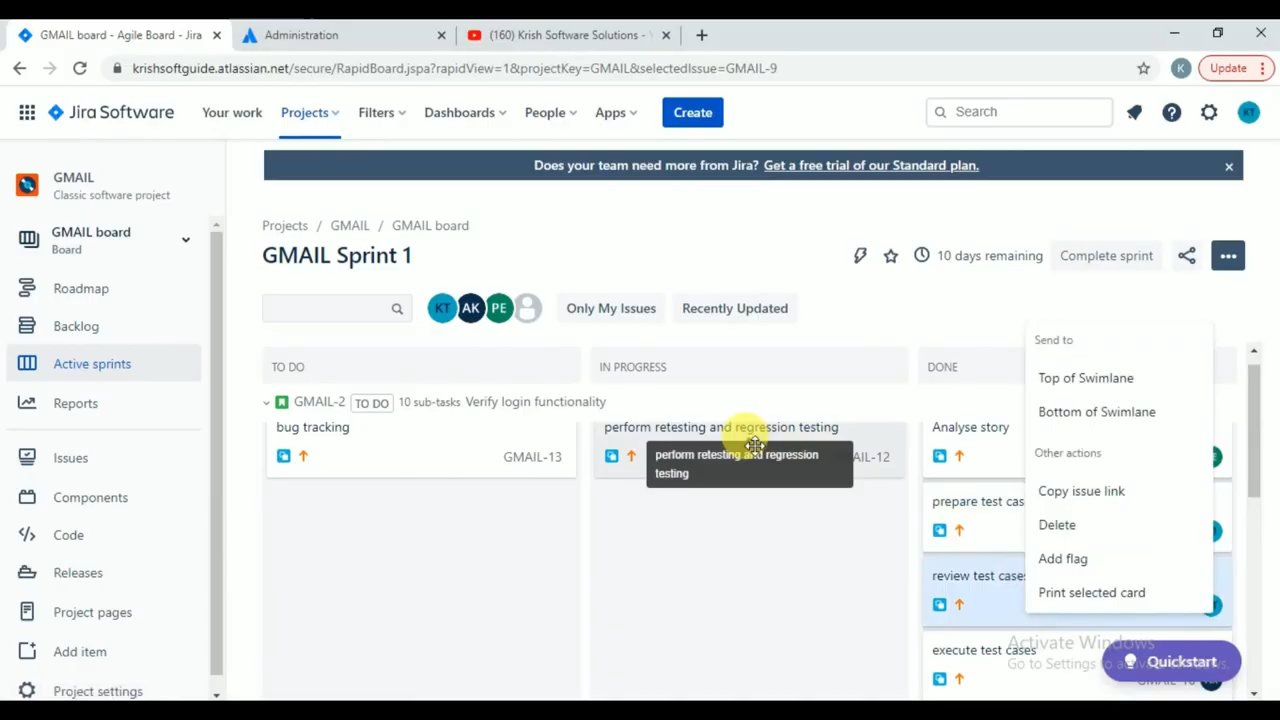 GMAIL board - Agile Board - Jira
Administration
(160) Krish Software Solutions -
krishsoftguide.atlassian.net/secure/RapidBoard.jspa?rapidView=1&projectKey=GMAIL&selectedIssue=GMAIL-9
K
Update
Jira Software
Your work
Projects
Filters
Dashboards
People
Apps
Create
Search
KT
Does your team need more from Jira? Get a free trial of our Standard plan.
GMAIL
Classic software project
GMAIL board
Board
Roadmap
Backlog
Active sprints
Reports
Issues
Components
Code
Releases
Project pages
Add item
Project settings
Projects / GMAIL / GMAIL board
GMAIL Sprint 1
10 days remaining
Complete sprint
KT AK PE
Only My Issues
Recently Updated
TO DO
IN PROGRESS
DONE
GMAIL-2 TO DO 10 sub-tasks Verify login functionality
bug tracking
GMAIL-13
perform retesting and regression testing
perform retesting and regression
testing
Analyse story
prepare test cas
review test cases
execute test cases
Send to
Top of Swimlane
Bottom of Swimlane
Other actions
Copy issue link
Delete
Add flag
Print selected card
Activate Windows
Go to Settings to
Quickstart